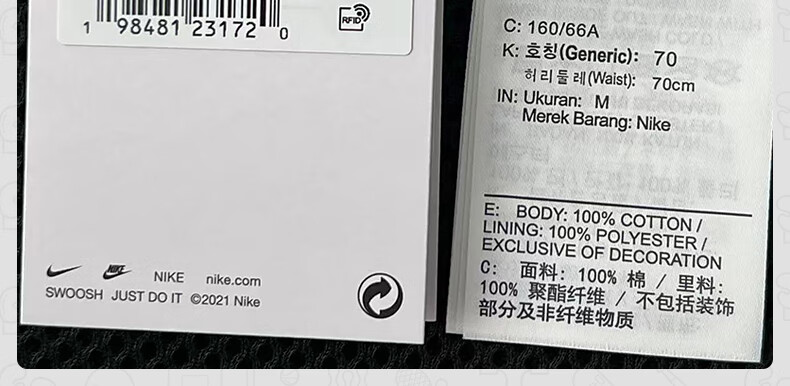 1 98481 23172 0
RFID
NIKE nike.com
SWOOSH JUST DO IT ©2021 Nike
C: 160/66A
K: 호칭(Generic): 70
허리둘레(Waist): 70cm
IN: Ukuran: M
Merek Barang: Nike
E: BODY: 100% COTTON /
LINING: 100% POLYESTER /
EXCLUSIVE OF DECORATION
C: 面料: 100% 棉 / 里料:
100% 聚酯纤维 / 不包括装饰
部分及非纤维物质